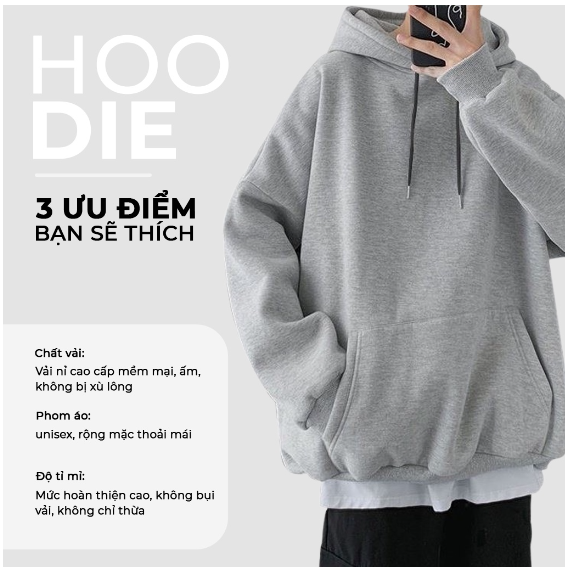 HOO
DIE
3 ƯU ĐIỂM
BẠN SẼ THÍCH
Chất vải:
Vải nỉ cao cấp mềm mại, ấm,
không bị xù lông
Phom áo:
unisex, rộng mặc thoải mái
Độ tỉ mỉ:
Mức hoàn thiện cao, không bụi
vải, không chỉ thừa